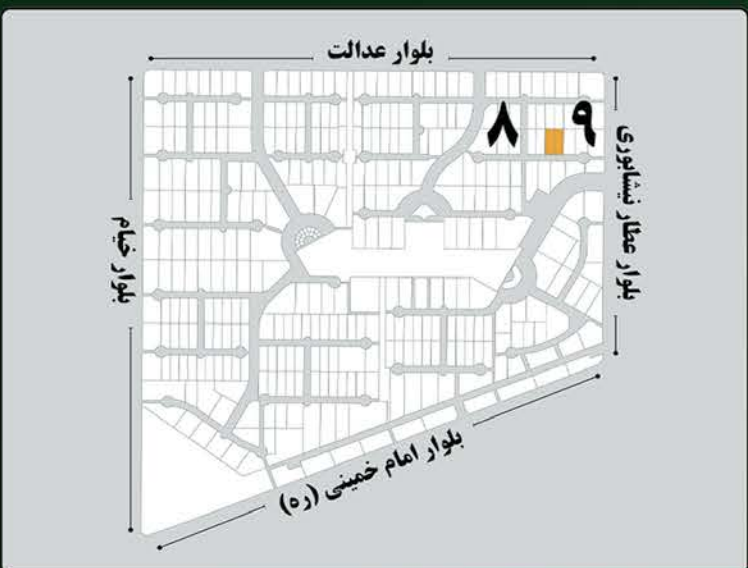 بلوار عدالت
۹
۸
بلوار عطار نیشابوری
بلوار خیام
بلوار امام خمینی (ره)